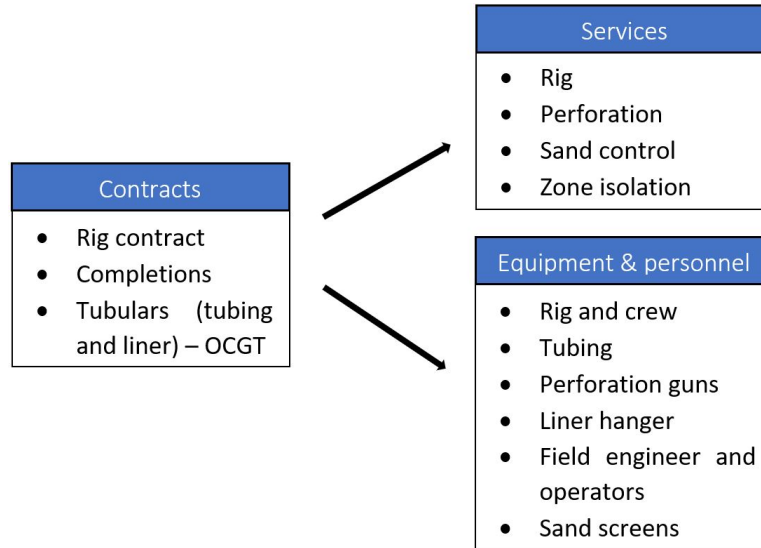 Contracts
• Rig contract
• Completions
• Tubulars (tubing
and liner) – OCGT
Services
• Rig
• Perforation
• Sand control
• Zone isolation
Equipment & personnel
• Rig and crew
• Tubing
• Perforation guns
• Liner hanger
• Field engineer and
operators
• Sand screens